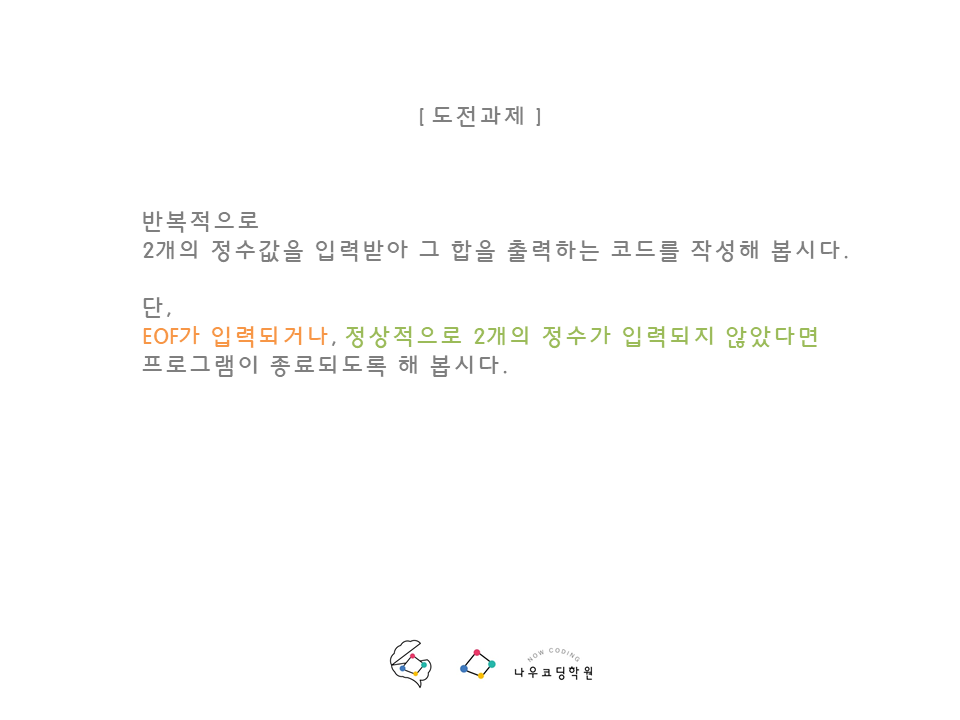 [ 도전과제 ]
반복적으로
2개의 정수값을 입력받아 그 합을 출력하는 코드를 작성해 봅시다.
단,
EOF가 입력되거나, 정상적으로 2개의 정수가 입력되지 않았다면
프로그램이 종료되도록 해 봅시다.
NOW CODING
나우코딩학원